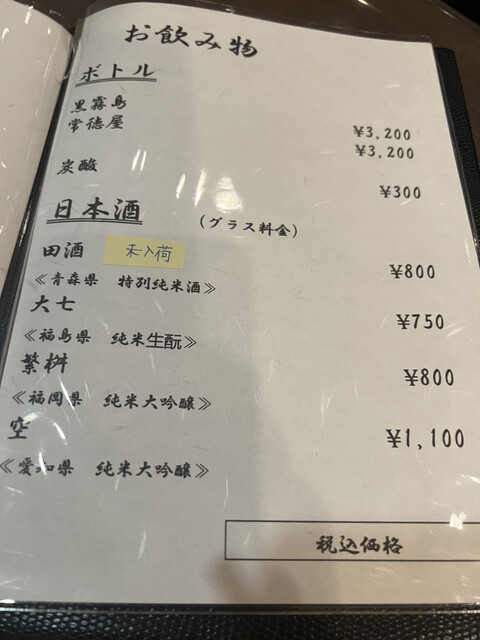 お飲み物
ボトル
黒霧島 ¥3,200
常徳屋 ¥3,200
炭酸 ¥300
日本酒 (グラス料金)
田酒 未入荷 ¥800
≪青森県 特別純米酒≫
大七 ¥750
≪福島県 純米生酛≫
繁桝 ¥800
≪福岡県 純米大吟醸≫
空 ¥1,100
≪愛知県 純米大吟醸≫
税込価格